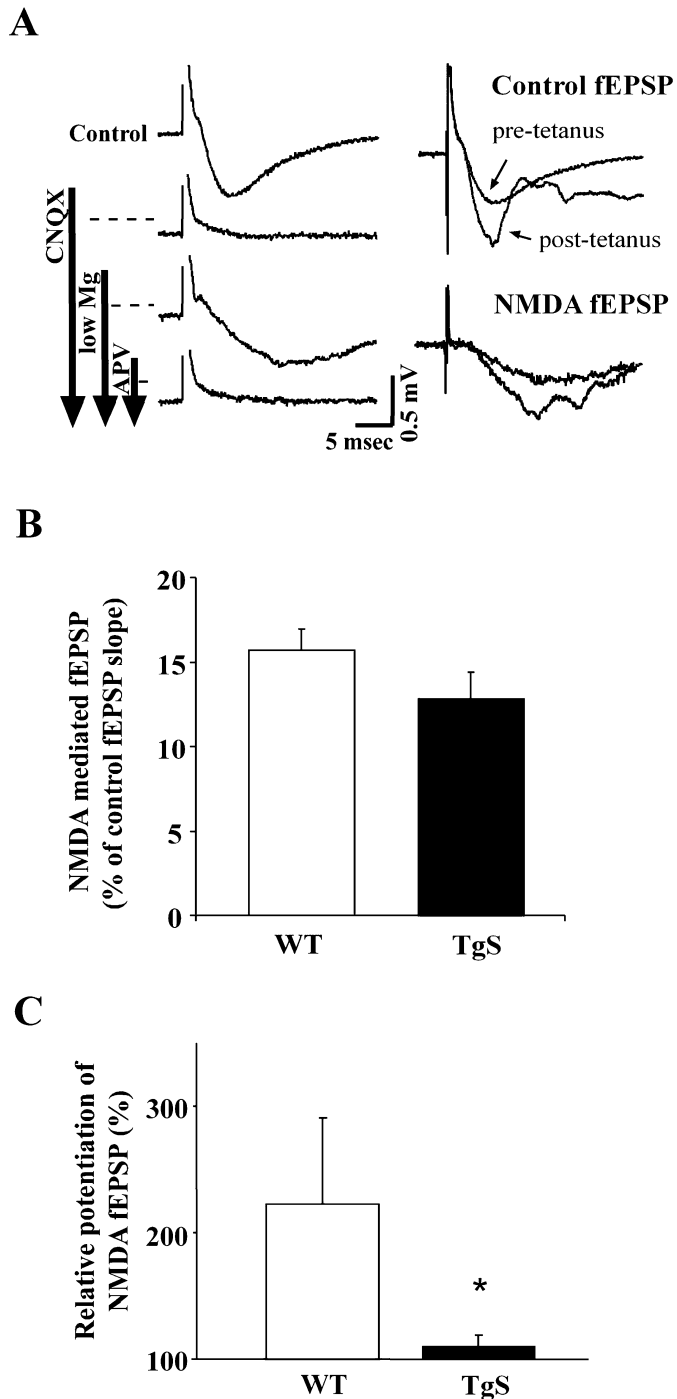 A
Control
CNQX
low Mg
APV
5 msec
0.5 mV
Control fEPSP
pre-tetanus
post-tetanus
NMDA fEPSP
B
NMDA mediated fEPSP
(% of control fEPSP slope)
20
15
10
5
0
WT TgS
C
Relative potentiation of
NMDA fEPSP (%)
300
200
100
*
WT TgS